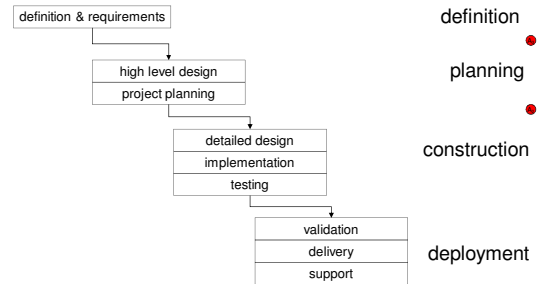 definition & requirements
definition
high level design
project planning
planning
detailed design
implementation
testing
construction
validation
delivery
support
deployment